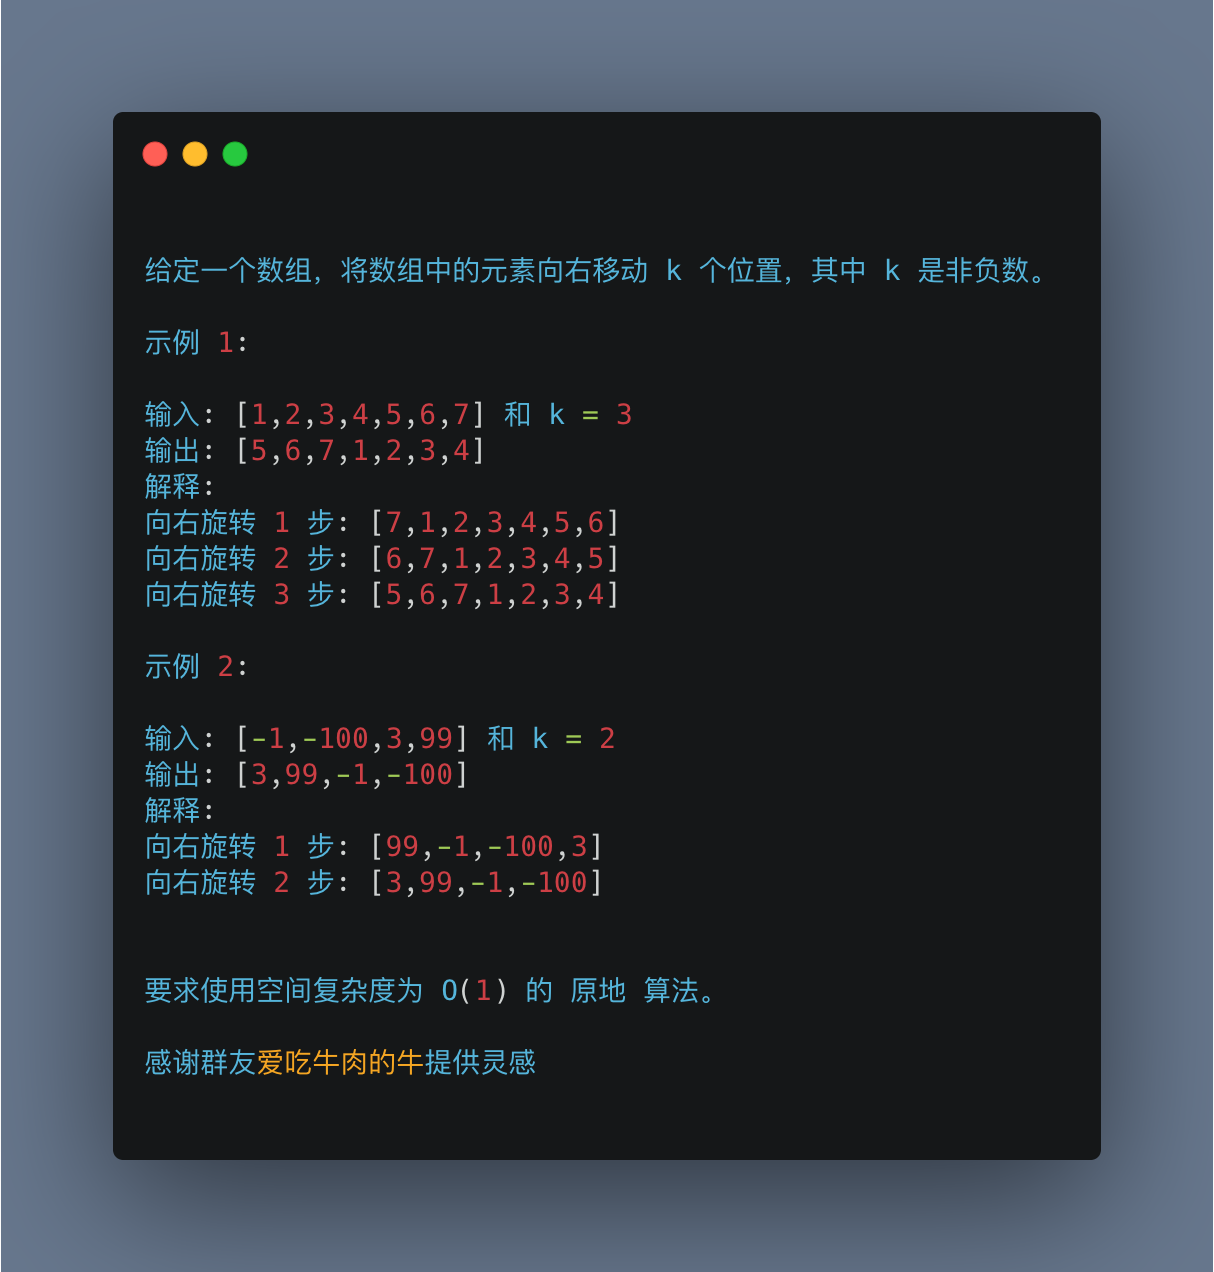 给定一个数组，将数组中的元素向右移动 k 个位置，其中 k 是非负数。
示例 1:
输入: [1,2,3,4,5,6,7] 和 k = 3
输出: [5,6,7,1,2,3,4]
解释:
向右旋转 1 步: [7,1,2,3,4,5,6]
向右旋转 2 步: [6,7,1,2,3,4,5]
向右旋转 3 步: [5,6,7,1,2,3,4]
示例 2:
输入: [-1,-100,3,99] 和 k = 2
输出: [3,99,-1,-100]
解释:
向右旋转 1 步: [99,-1,-100,3]
向右旋转 2 步: [3,99,-1,-100]
要求使用空间复杂度为 O(1) 的 原地 算法。
感谢群友爱吃牛肉的牛提供灵感